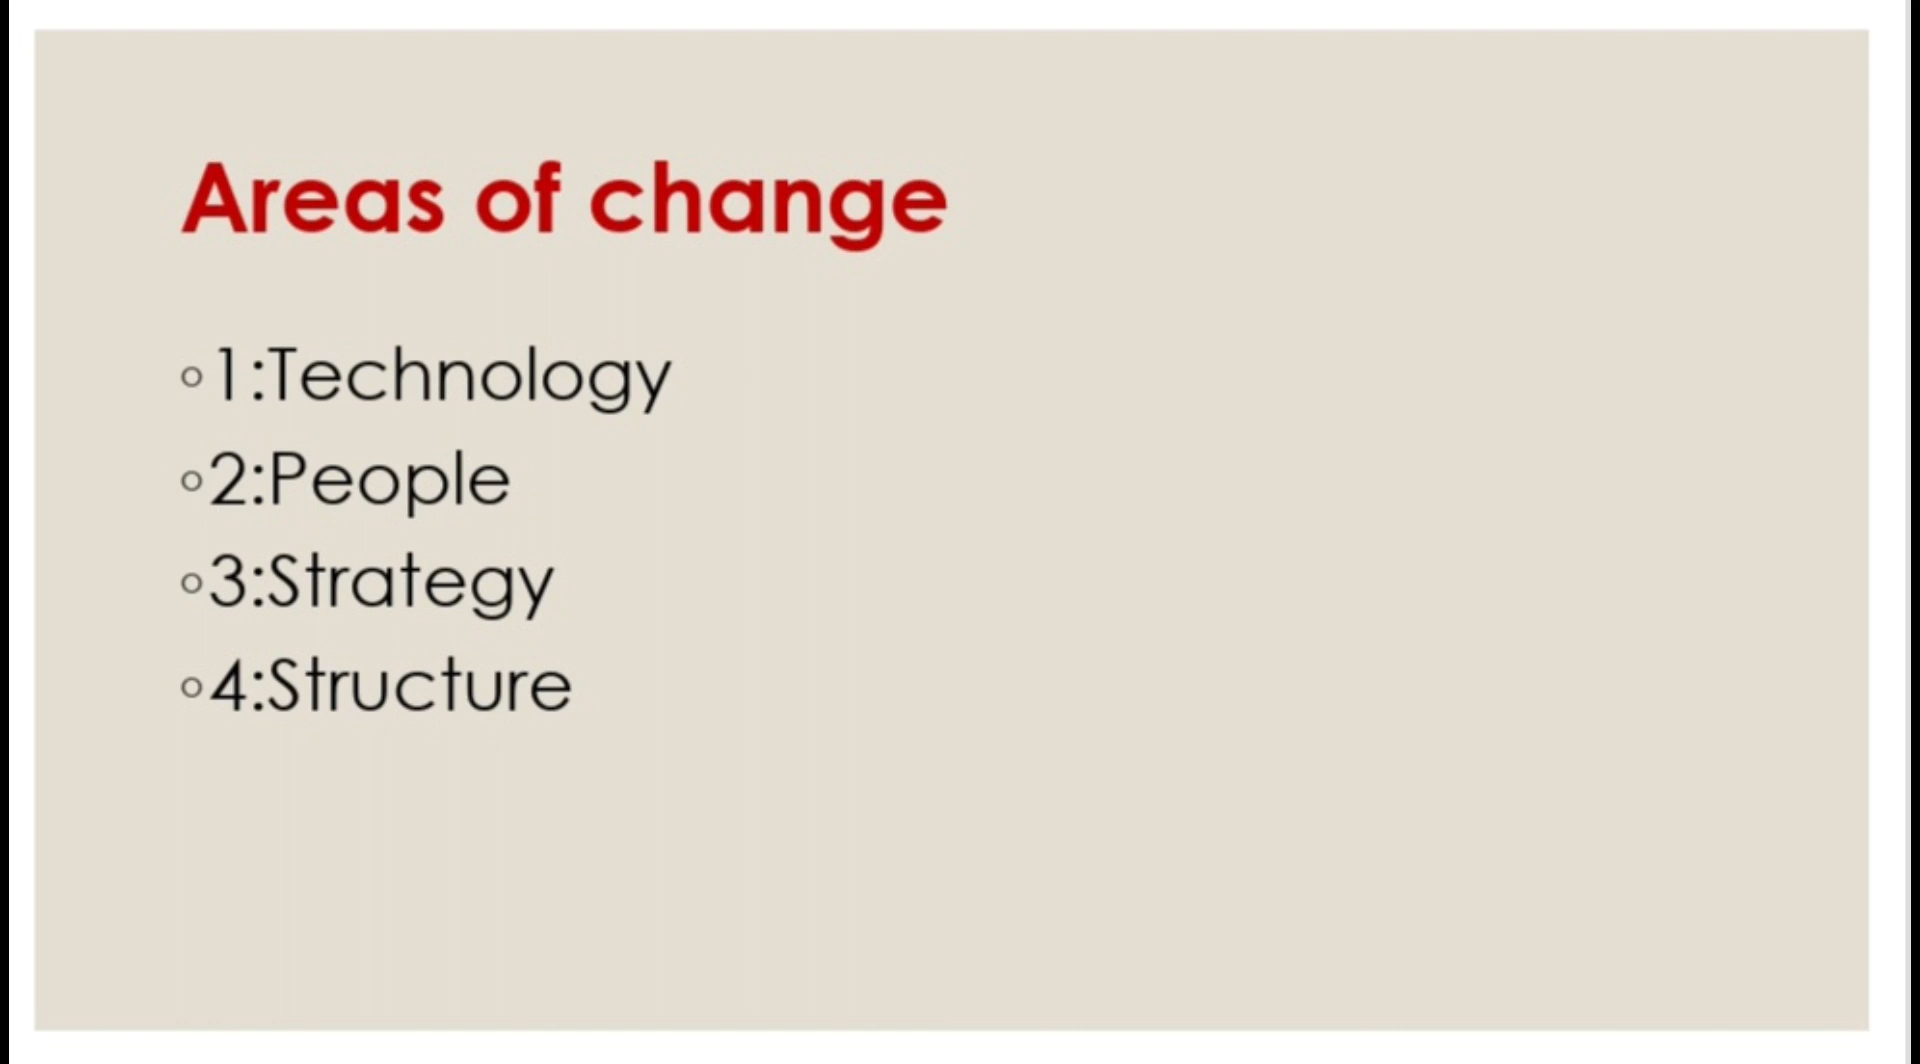 Areas of change
◦1:Technology
◦2:People
◦3:Strategy
◦4:Structure